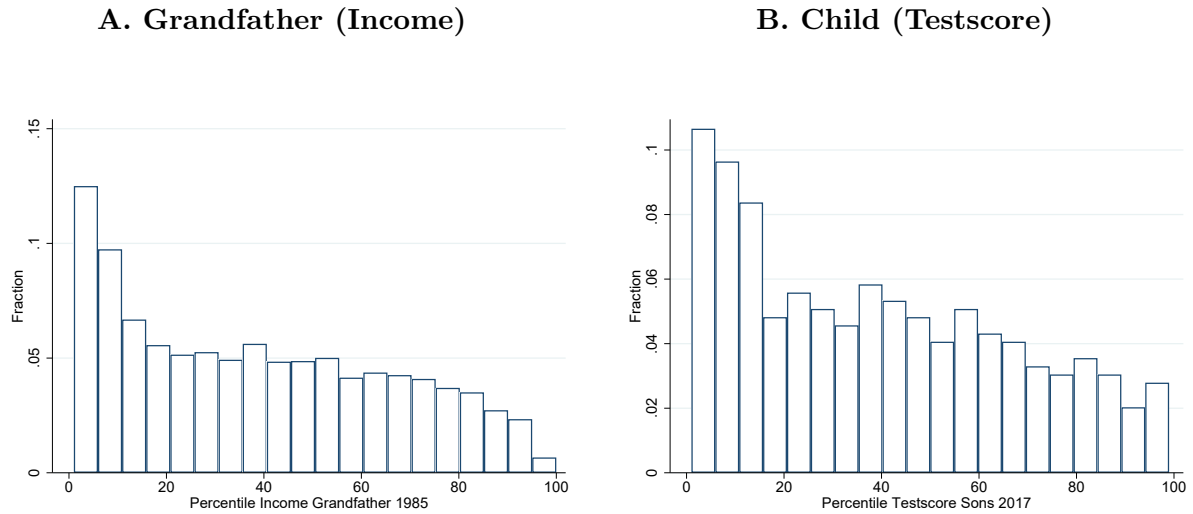 A. Grandfather (Income)
.15
.1
.05
0
Fraction
0 20 40 60 80 100
Percentile Income Grandfather 1985
B. Child (Testscore)
.1
.08
.06
.04
.02
0
Fraction
0 20 40 60 80 100
Percentile Testscore Sons 2017